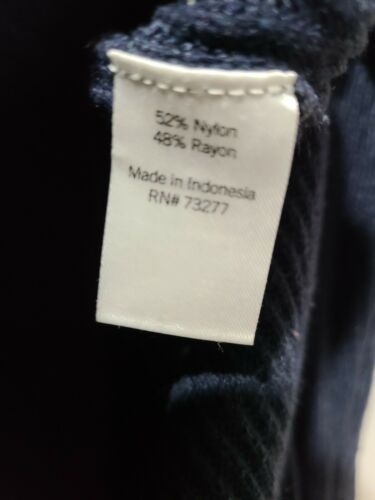 52% Nylon
48% Rayon
Made in Indonesia
RN# 73277